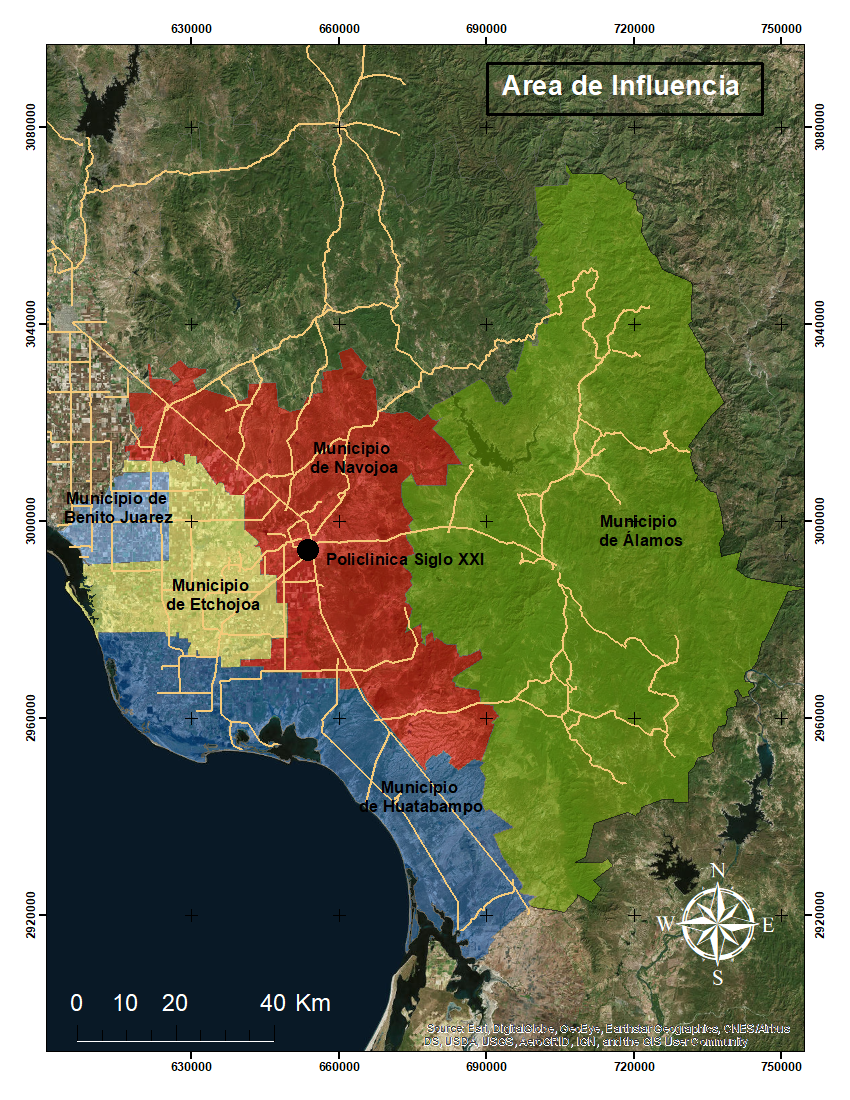 630000 660000 690000 720000 750000
Area de Influencia
3080000 3080000
3040000 3040000
Municipio
de Navojoa
Municipio de
Benito Juarez
3000000 3000000
Municipio
de Álamos
Policlinica Siglo XXI
Municipio
de Etchojoa
2960000 2960000
Municipio
de Huatabampo
N
2920000 2920000
W E
S
0 10 20 40 Km
Source: Esri, DigitalGlobe, GeoEye, Earthstar Geographics, CNES/Airbus
DS, USDA, USGS, AeroGRID, IGN, and the GIS User Community
630000 660000 690000 720000 750000